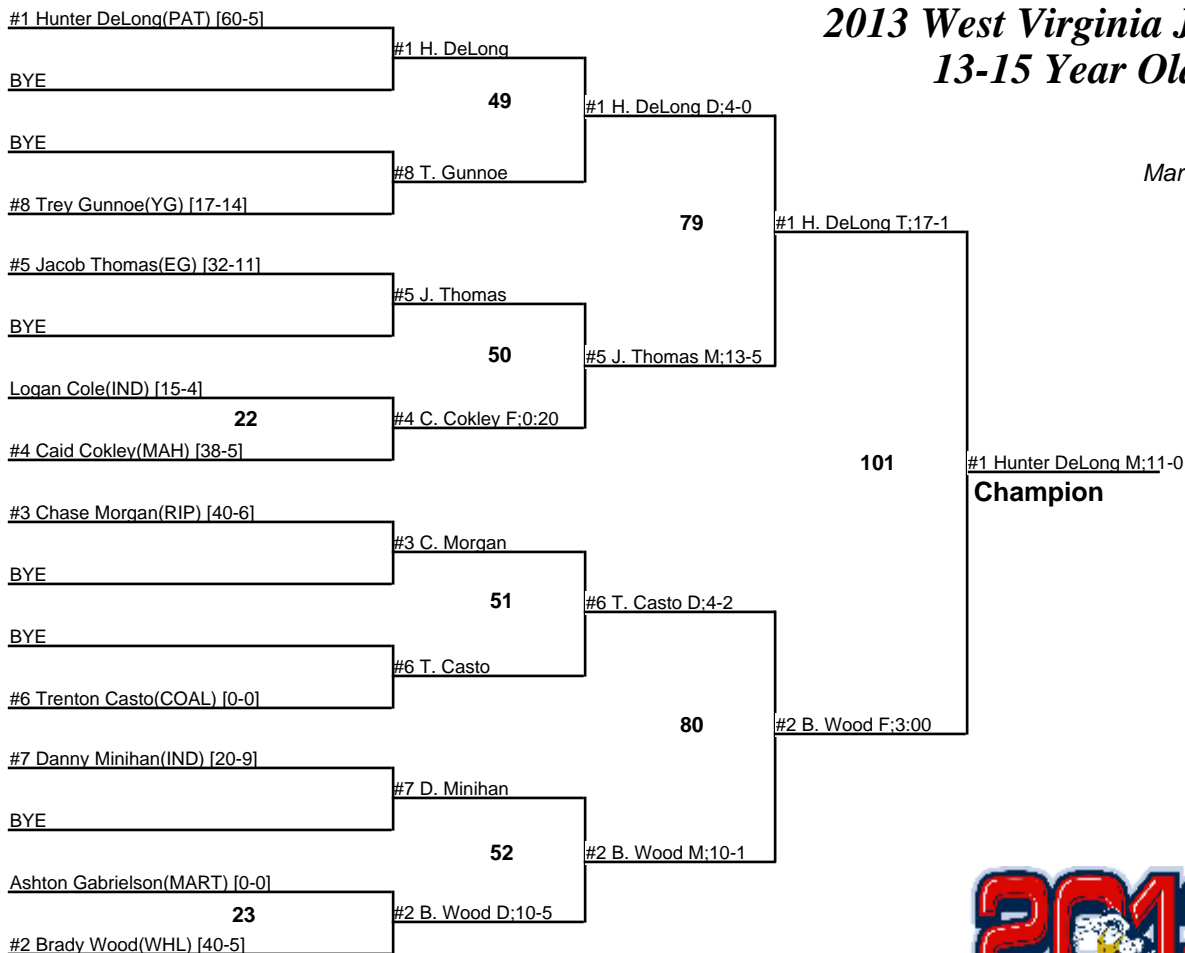 #1 Hunter DeLong(PAT) [60-5]
BYE
BYE
#8 Trey Gunnoe(YG) [17-14]
#5 Jacob Thomas(EG) [32-11]
BYE
Logan Cole(IND) [15-4]
22
#4 Caid Cokley(MAH) [38-5]
#3 Chase Morgan(RIP) [40-6]
BYE
BYE
#6 Trenton Casto(COAL) [0-0]
#7 Danny Minihan(IND) [20-9]
BYE
Ashton Gabrielson(MART) [0-0]
23
#2 Brady Wood(WHL) [40-5]
#1 H. DeLong
49
#8 T. Gunnoe
#5 J. Thomas
50
#4 C. Cokley F;0:20
#3 C. Morgan
51
#6 T. Casto
#7 D. Minihan
52
#2 B. Wood D;10-5
#1 H. DeLong D;4-0
79
#5 J. Thomas M;13-5
#6 T. Casto D;4-2
80
#2 B. Wood M;10-1
#1 H. DeLong T;17-1
101
#2 B. Wood F;3:00
#1 Hunter DeLong M;11-0
Champion
2013 West Virginia J
13-15 Year Old
Mar
201